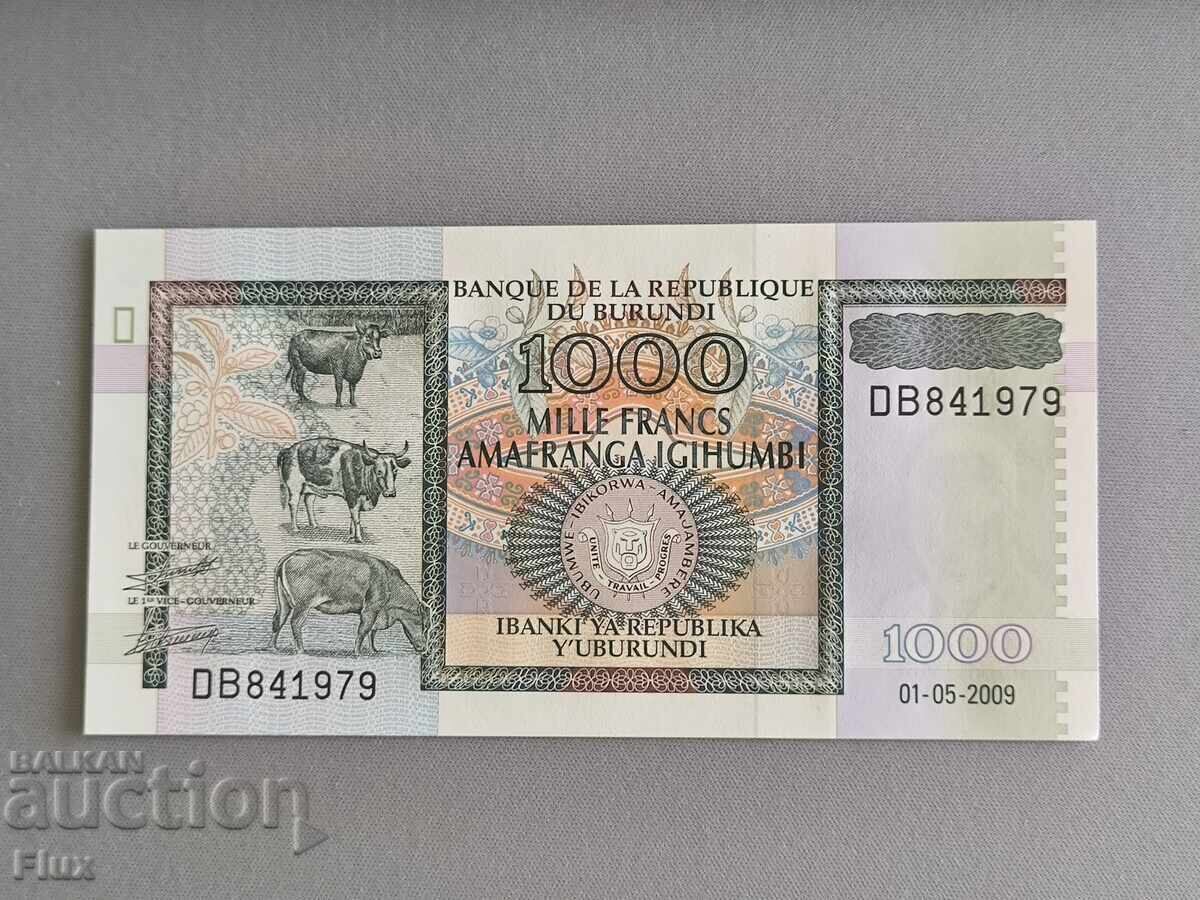 BANQUE DE LA REPUBLIQUE
DU BURUNDI
1000
MILLE FRANCS
AMAFRANGA IGIHUMBI
DB841979
UBUMWE-IBIKORWA-AMAJAMBERE
UNITE - TRAVAIL - PROGRES
LE GOUVERNEUR
LE 1er VICE-GOUVERNEUR
IBANKI YA REPUBLIKA
Y'UBURUNDI
DB841979
1000
01-05-2009
BALKAN
auction
Flux